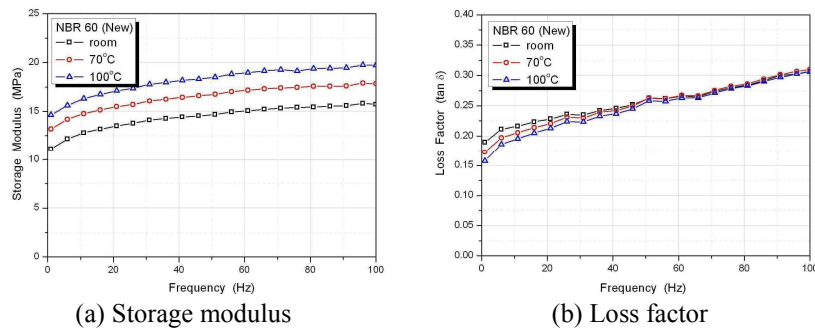 NBR 60 (New)
room
70°C
100°C
Storage Modulus (MPa)
25
20
15
10
5
0
0 20 40 60 80 100
Frequency (Hz)
(a) Storage modulus
NBR 60 (New)
room
70°C
100°C
Loss Factor (tan δ)
0.40
0.35
0.30
0.25
0.20
0.15
0.10
0.05
0.00
0 20 40 60 80 100
Frequency (Hz)
(b) Loss factor